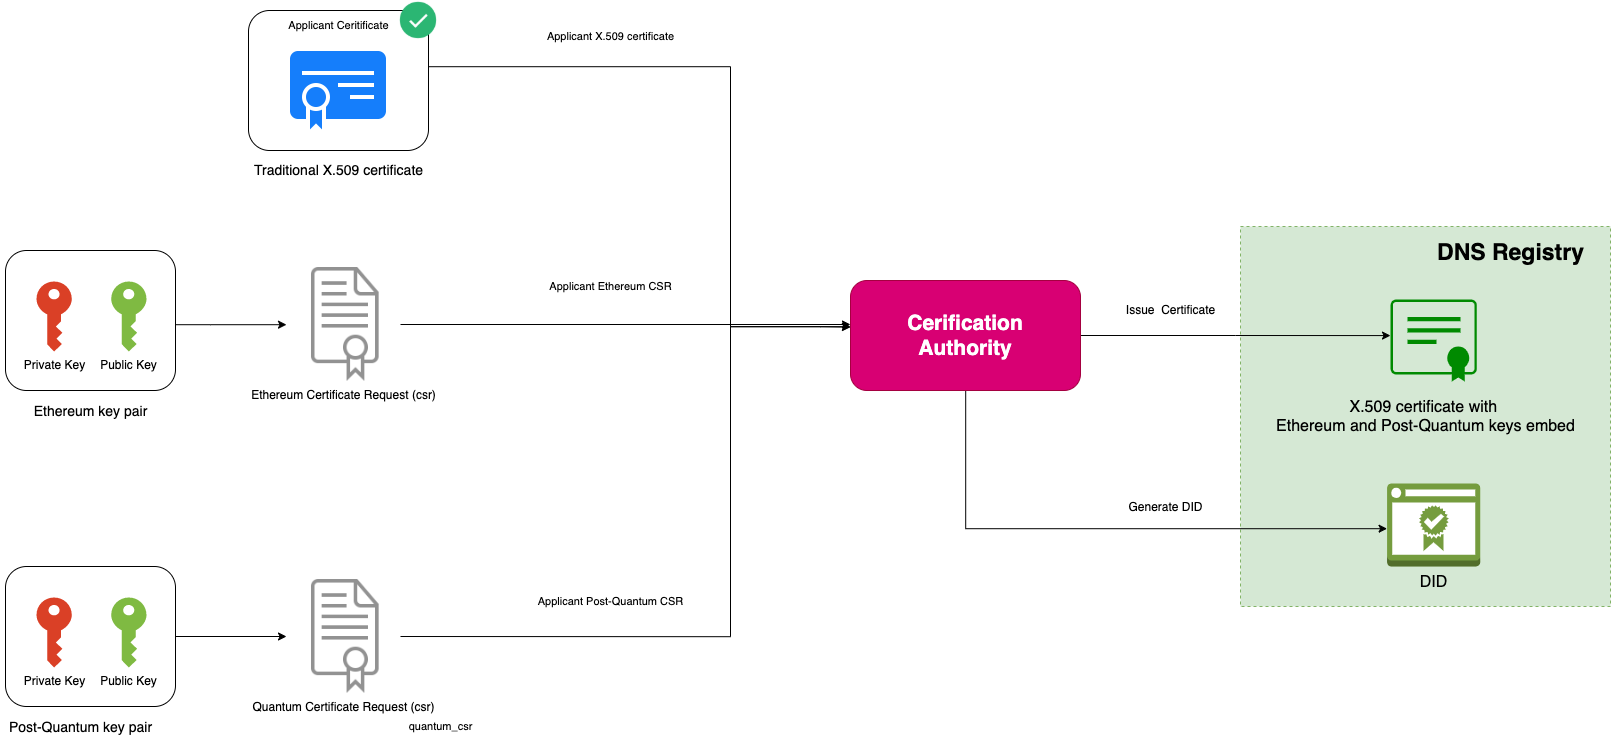 Applicant Ceritificate
Applicant X.509 certificate
Traditional X.509 certificate
DNS Registry
Applicant Ethereum CSR
Issue  Certificate
Cerification
Authority
Private Key
Public Key
Ethereum Certificate Request (csr)
Ethereum key pair
X.509 certificate with
Ethereum and Post-Quantum keys embed
Generate DID
DID
Applicant Post-Quantum CSR
Private Key
Public Key
Quantum Certificate Request (csr)
quantum_csr
Post-Quantum key pair